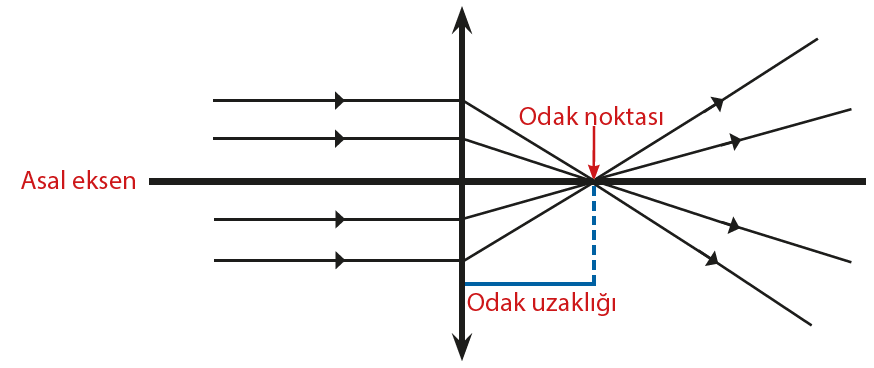 Odak noktası
Asal eksen
Odak uzaklığı